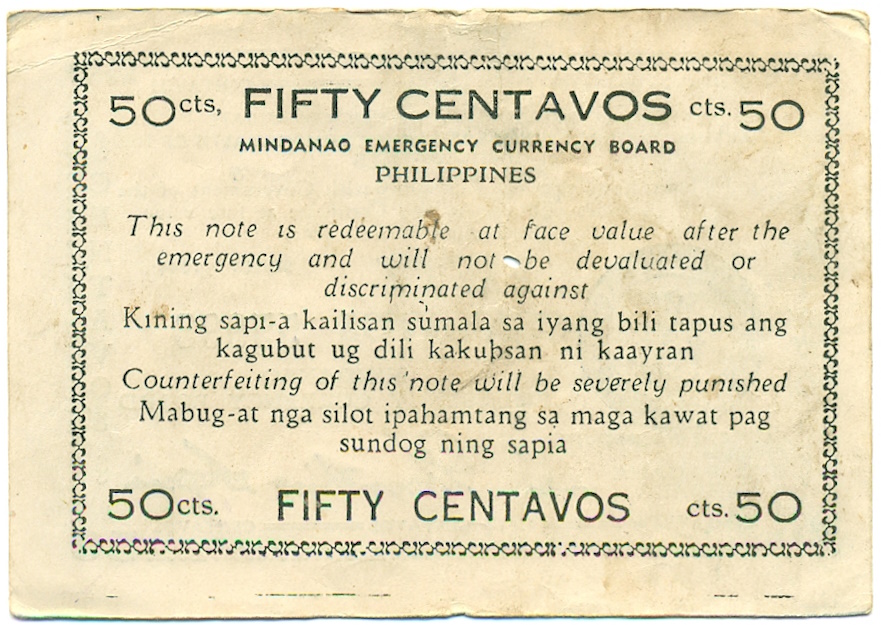 50cts, FIFTY CENTAVOS cts. 50
MINDANAO EMERGENCY CURRENCY BOARD
PHILIPPINES
This note is redeemable at face value after the
emergency and will not be devaluated or
discriminated against
Kining sapi-a kailisan sumala sa iyang bili tapus ang
kagubut ug dili kakubsan ni kaayran
Counterfeiting of this note will be severely punished
Mabug-at nga silot ipahamtang sa maga kawat pag
sundog ning sapia
50cts. FIFTY CENTAVOS cts. 50